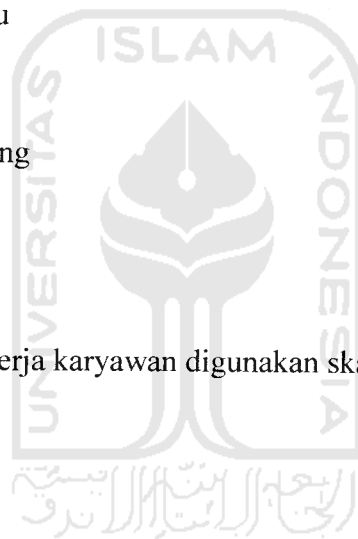 u
ISLAM
UNIVERSITAS
INDONESIA
ng
erja karyawan digunakan ska